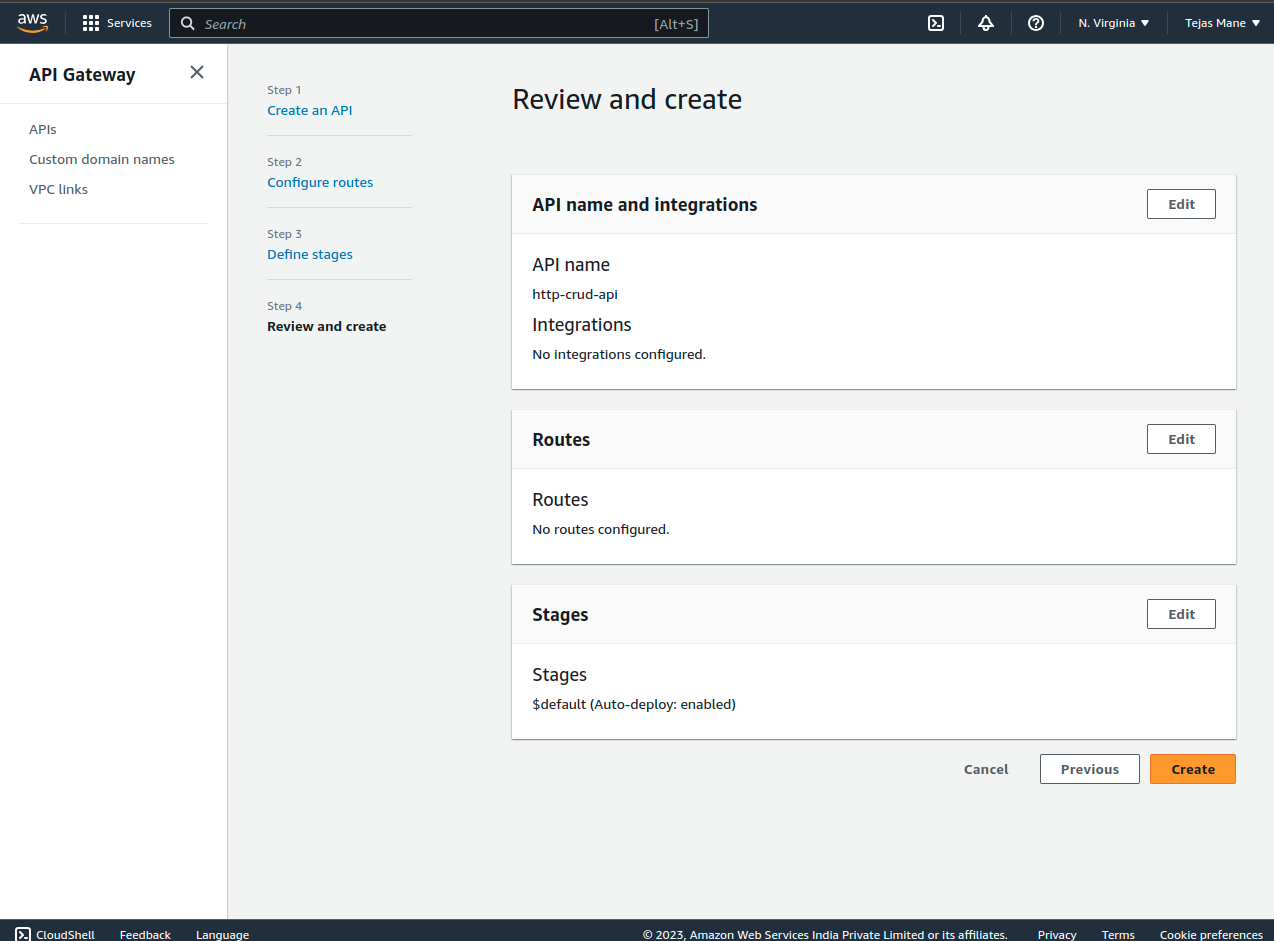 aws
Services
Search
[Alt+S]
N. Virginia
Tejas Mane
API Gateway
APIs
Custom domain names
VPC links
Step 1
Create an API
Step 2
Configure routes
Step 3
Define stages
Step 4
Review and create
Review and create
API name and integrations
Edit
API name
http-crud-api
Integrations
No integrations configured.
Routes
Edit
Routes
No routes configured.
Stages
Edit
Stages
$default (Auto-deploy: enabled)
Cancel
Previous
Create
CloudShell
Feedback
Language
© 2023, Amazon Web Services India Private Limited or its affiliates.
Privacy
Terms
Cookie preferences